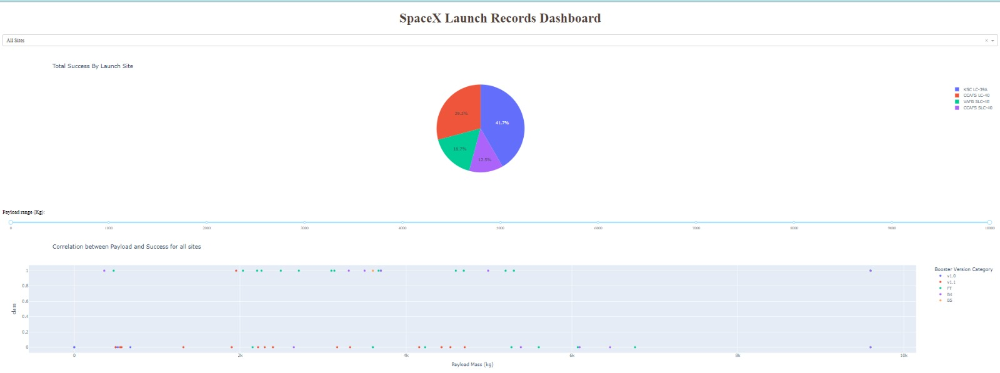 SpaceX Launch Records Dashboard
All Sites
×
Total Success By Launch Site
KSC LC-39A
CCAFS LC-40
VAFB SLC-4E
CCAFS SLC-40
29.2%
41.7%
16.7%
12.5%
Payload range (Kg):
0 1000 2000 3000 4000 5000 6000 7000 8000 9000 10000
Correlation between Payload and Success for all sites
Booster Version Category
v1.0
v1.1
FT
B4
B5
class
1
0.8
0.6
0.4
0.2
0
0 2k 4k 6k 8k 10k
Payload Mass (kg)